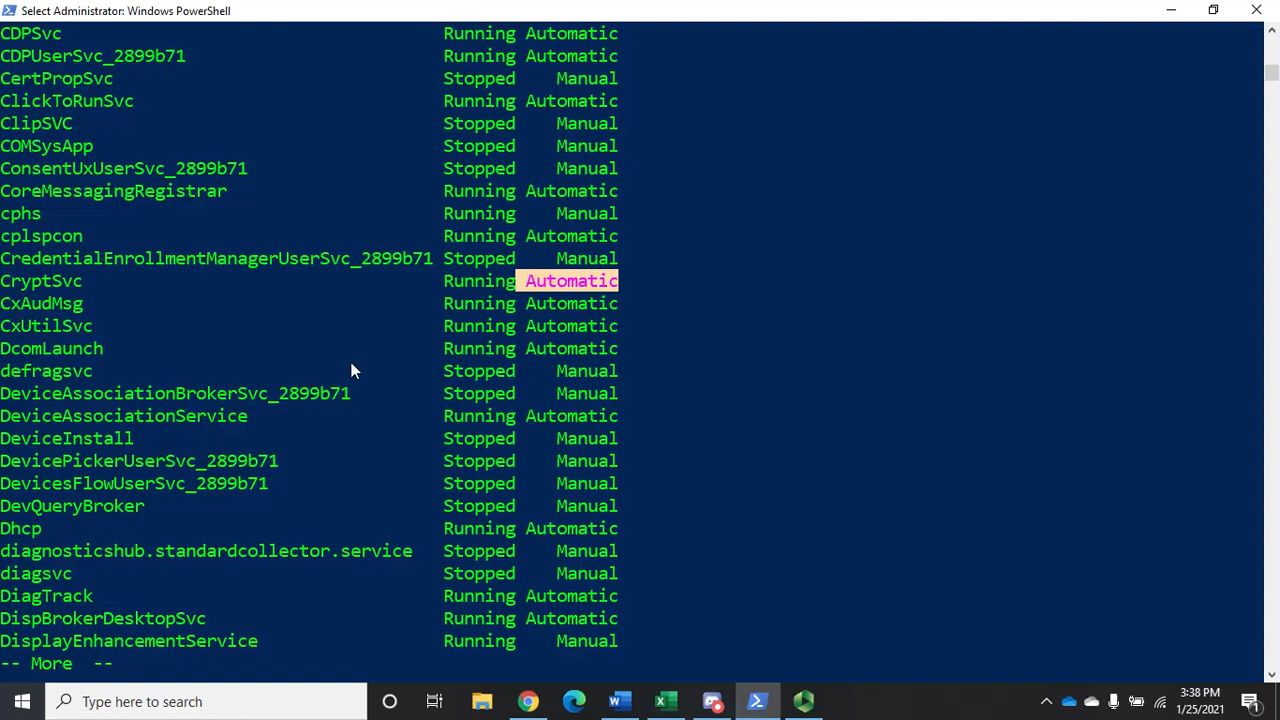 Select Administrator: Windows PowerShell
CDPSvc Running Automatic
CDPUserSvc_2899b71 Running Automatic
CertPropSvc Stopped Manual
ClickToRunSvc Running Automatic
ClipSVC Stopped Manual
COMSysApp Stopped Manual
ConsentUxUserSvc_2899b71 Stopped Manual
CoreMessagingRegistrar Running Automatic
cphs Running Manual
cplspcon Running Automatic
CredentialEnrollmentManagerUserSvc_2899b71 Stopped Manual
CryptSvc Running Automatic
CxAudMsg Running Automatic
CxUtilSvc Running Automatic
DcomLaunch Running Automatic
defragsvc Stopped Manual
DeviceAssociationBrokerSvc_2899b71 Stopped Manual
DeviceAssociationService Running Automatic
DeviceInstall Stopped Manual
DevicePickerUserSvc_2899b71 Stopped Manual
DevicesFlowUserSvc_2899b71 Stopped Manual
DevQueryBroker Stopped Manual
Dhcp Running Automatic
diagnosticshub.standardcollector.service Stopped Manual
diagsvc Stopped Manual
DiagTrack Running Automatic
DispBrokerDesktopSvc Running Automatic
DisplayEnhancementService Running Manual
-- More --
Type here to search
3:38 PM
1/25/2021
1